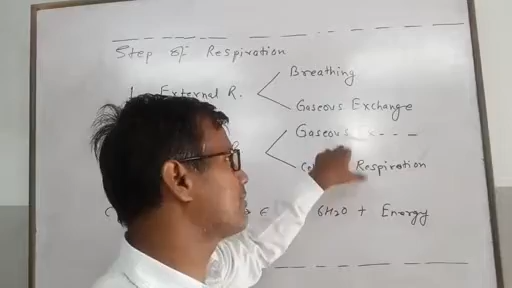 Step of Respiration
Breathing
External R.
Gaseous Exchange
Gaseous
Respiration
6H2O + Energy